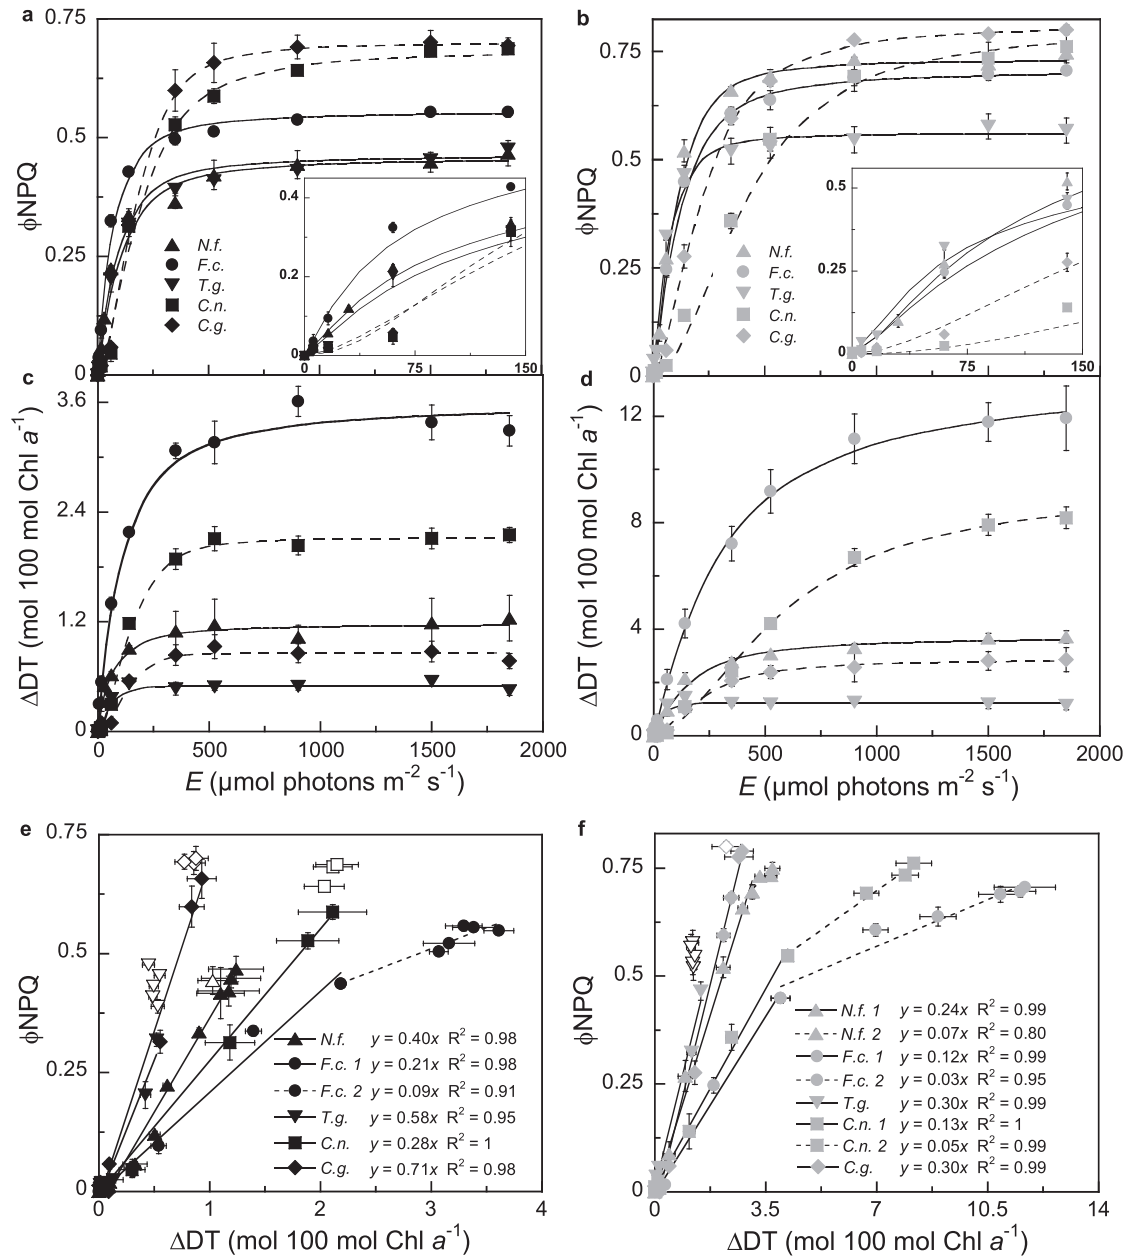 a
0.75
0.5
0.25
0
ϕNPQ
N.f.
F.c.
T.g.
C.n.
C.g.
0.4
0.2
0
0
75
150
b
0.75
0.5
0.25
0
ϕNPQ
N.f.
F.c.
T.g.
C.n.
C.g.
0.5
0.25
0
0
75
150
c
3.6
2.4
1.2
0
ΔDT (mol 100 mol Chl a⁻¹)
0 500 1000 1500 2000
E (µmol photons m⁻² s⁻¹)
d
12
8
4
0
ΔDT (mol 100 mol Chl a⁻¹)
0 500 1000 1500 2000
E (µmol photons m⁻² s⁻¹)
e
0.75
0.5
0.25
0
ϕNPQ
N.f. y = 0.40x R² = 0.98
F.c. 1 y = 0.21x R² = 0.98
F.c. 2 y = 0.09x R² = 0.91
T.g. y = 0.58x R² = 0.95
C.n. y = 0.28x R² = 1
C.g. y = 0.71x R² = 0.98
0 1 2 3 4
ΔDT (mol 100 mol Chl a⁻¹)
f
0.75
0.5
0.25
0
ϕNPQ
N.f. 1 y = 0.24x R² = 0.99
N.f. 2 y = 0.07x R² = 0.80
F.c. 1 y = 0.12x R² = 0.99
F.c. 2 y = 0.03x R² = 0.95
T.g. y = 0.30x R² = 0.99
C.n. 1 y = 0.13x R² = 1
C.n. 2 y = 0.05x R² = 0.99
C.g. y = 0.30x R² = 0.99
0 3.5 7 10.5 14
ΔDT (mol 100 mol Chl a⁻¹)